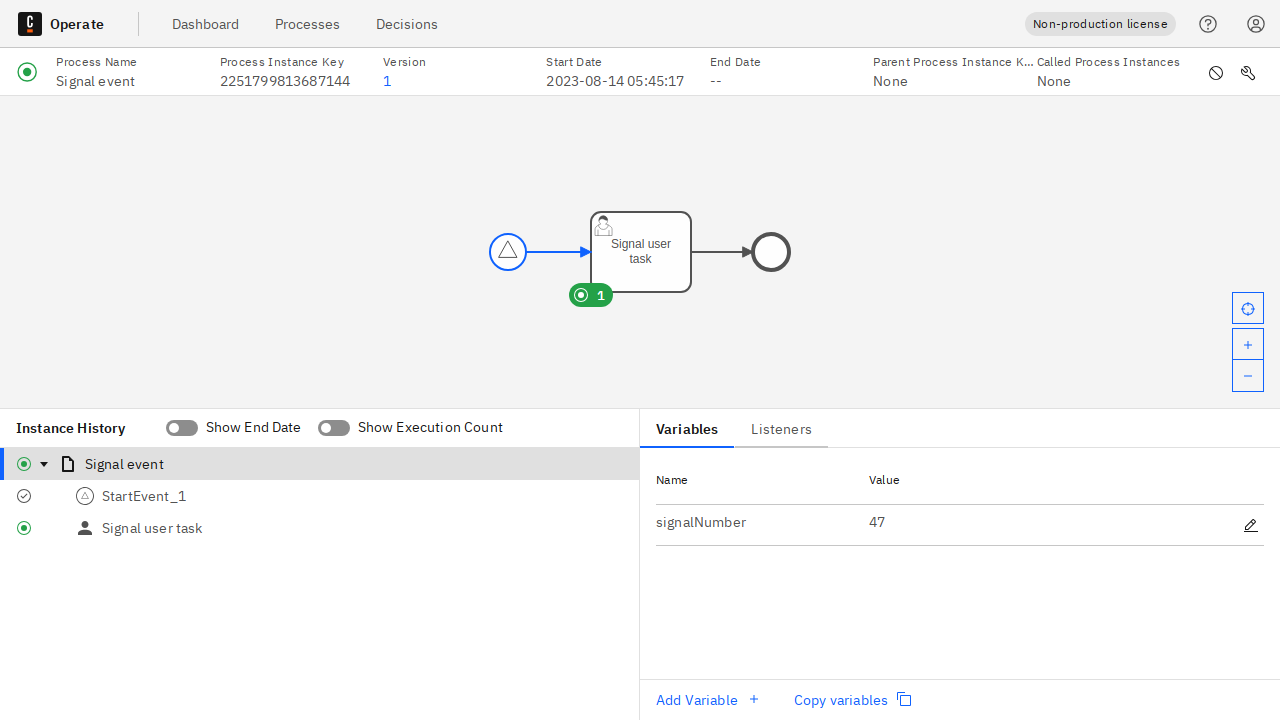 Operate
Dashboard
Processes
Decisions
Non-production license
Process Name
Process Instance Key
Version
Start Date
End Date
Parent Process Instance K...
Called Process Instances
Signal event
2251799813687144
1
2023-08-14 05:45:17
--
None
None
Signal user
task
1
Instance History
Show End Date
Show Execution Count
Signal event
StartEvent_1
Signal user task
Variables
Listeners
Name
Value
signalNumber
47
Add Variable
Copy variables